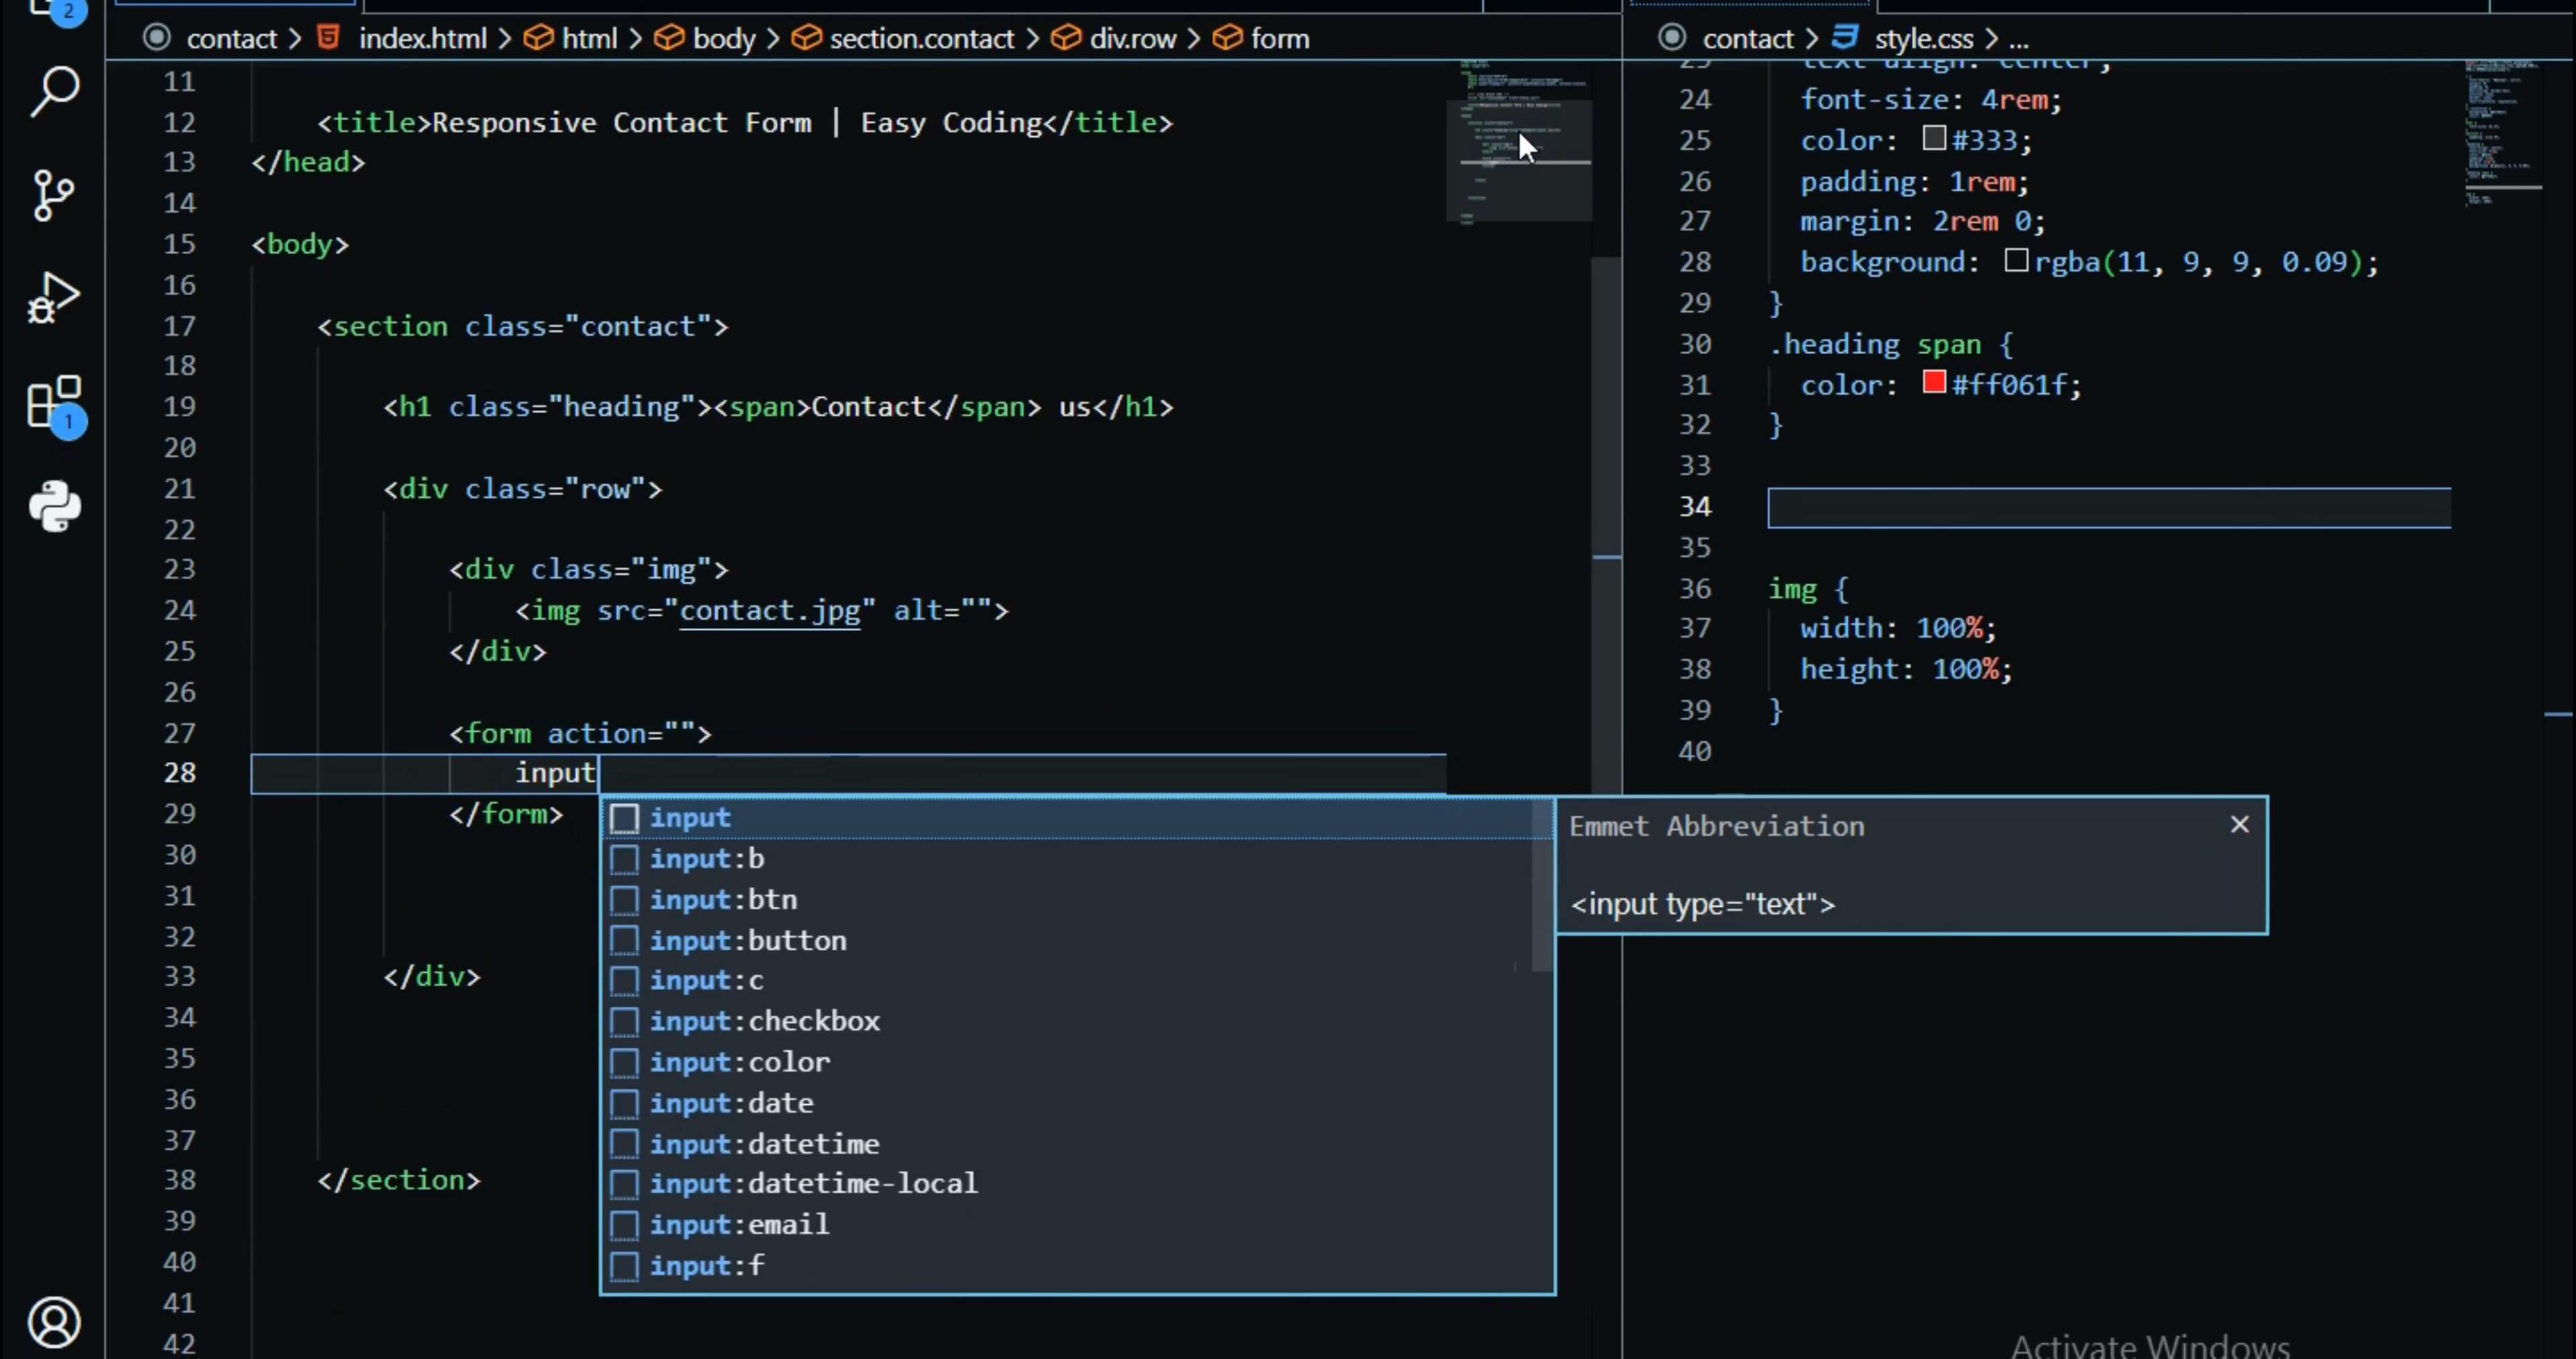 2
contact > index.html > html > body > section.contact > div.row > form
11
12 <title>Responsive Contact Form | Easy Coding</title>
13 </head>
14
15 <body>
16
17 <section class="contact">
18
19 <h1 class="heading"><span>Contact</span> us</h1>
20
21 <div class="row">
22
23 <div class="img">
24 <img src="contact.jpg" alt="">
25 </div>
26
27 <form action="">
28 input
29 </form>
30
31
32
33 </div>
34
35
36
37
38 </section>
39
40
41
42
1
input
input:b
input:btn
input:button
input:c
input:checkbox
input:color
input:date
input:datetime
input:datetime-local
input:email
input:f
Emmet Abbreviation
<input type="text">
contact > style.css > ...
23 text-align: center;
24 font-size: 4rem;
25 color: #333;
26 padding: 1rem;
27 margin: 2rem 0;
28 background: rgba(11, 9, 9, 0.09);
29 }
30 .heading span {
31 color: #ff061f;
32 }
33
34
35
36 img {
37 width: 100%;
38 height: 100%;
39 }
40
Activate Windows